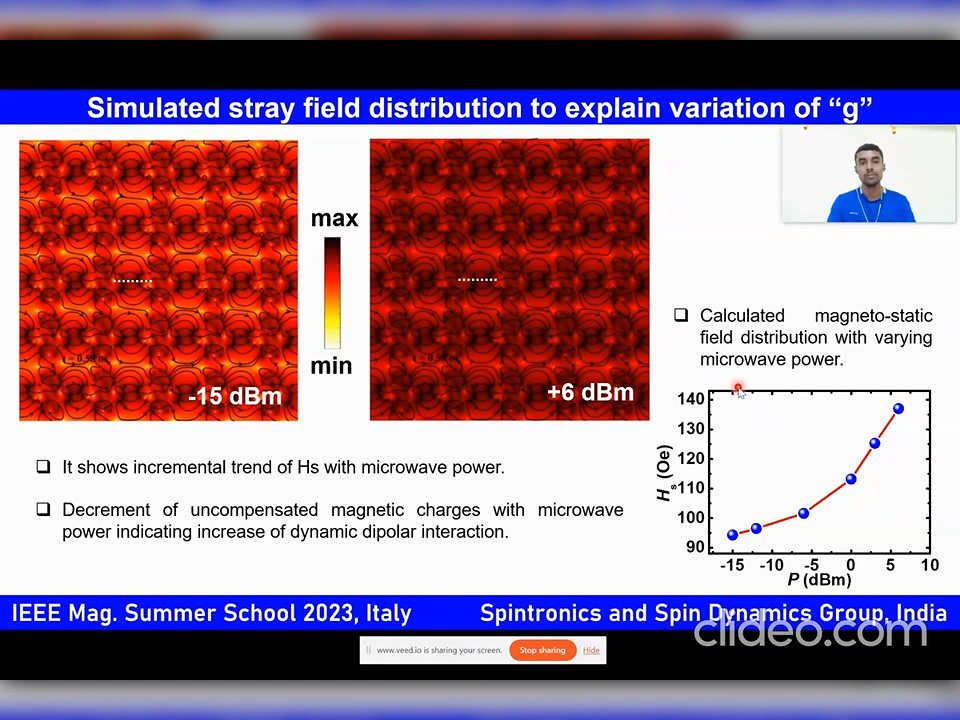 Simulated stray field distribution to explain variation of “g”
max
min
-15 dBm
+6 dBm
❑ Calculated magneto-static
field distribution with varying
microwave power.
❑ It shows incremental trend of Hs with microwave power.
❑ Decrement of uncompensated magnetic charges with microwave
power indicating increase of dynamic dipolar interaction.
140
130
120
110
100
90
Hs (Oe)
-15 -10 -5 0 5 10
P (dBm)
IEEE Mag. Summer School 2023, Italy
Spintronics and Spin Dynamics Group, India
clideo.com
www.veed.io is sharing your screen.
Stop sharing
Hide